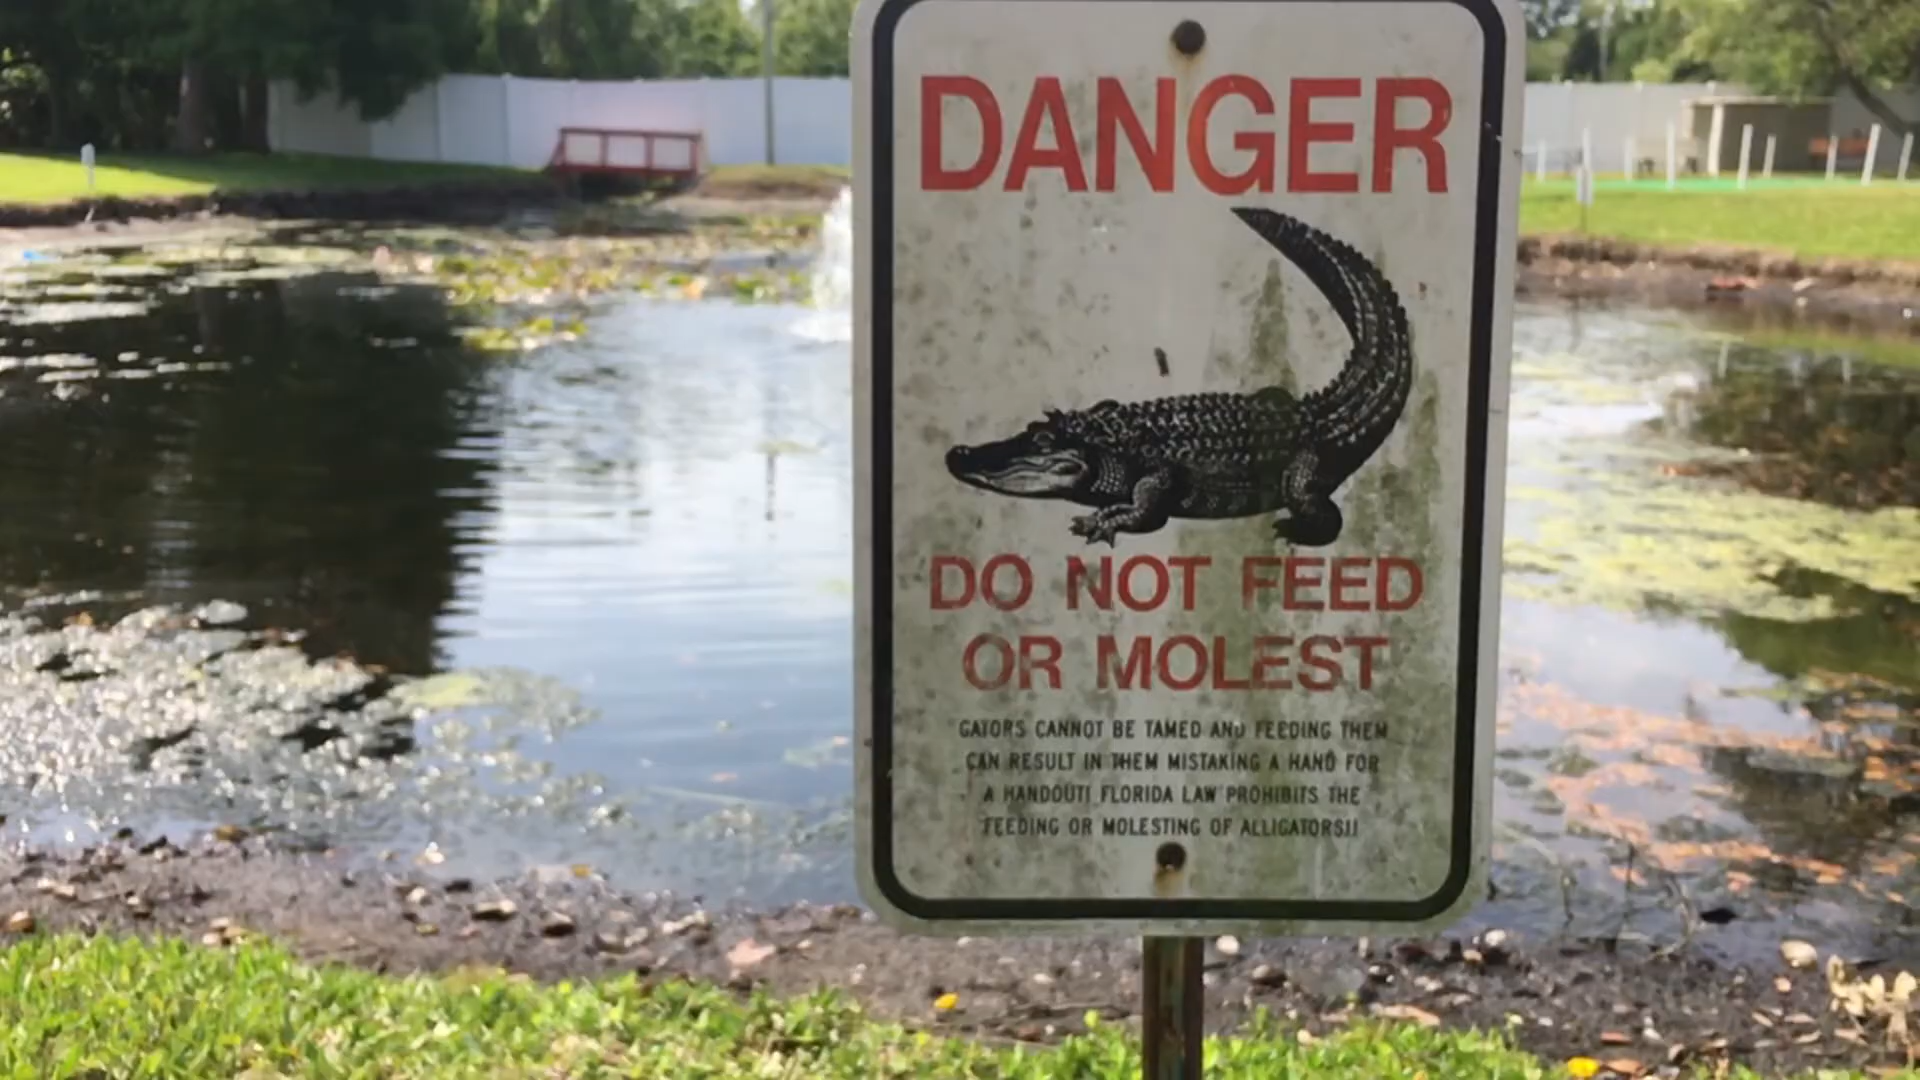 DANGER
DO NOT FEED
OR MOLEST
GATORS CANNOT BE TAMED AND FEEDING THEM
CAN RESULT IN THEM MISTAKING A HAND FOR
A HANDOUT! FLORIDA LAW PROHIBITS THE
FEEDING OR MOLESTING OF ALLIGATORS!!